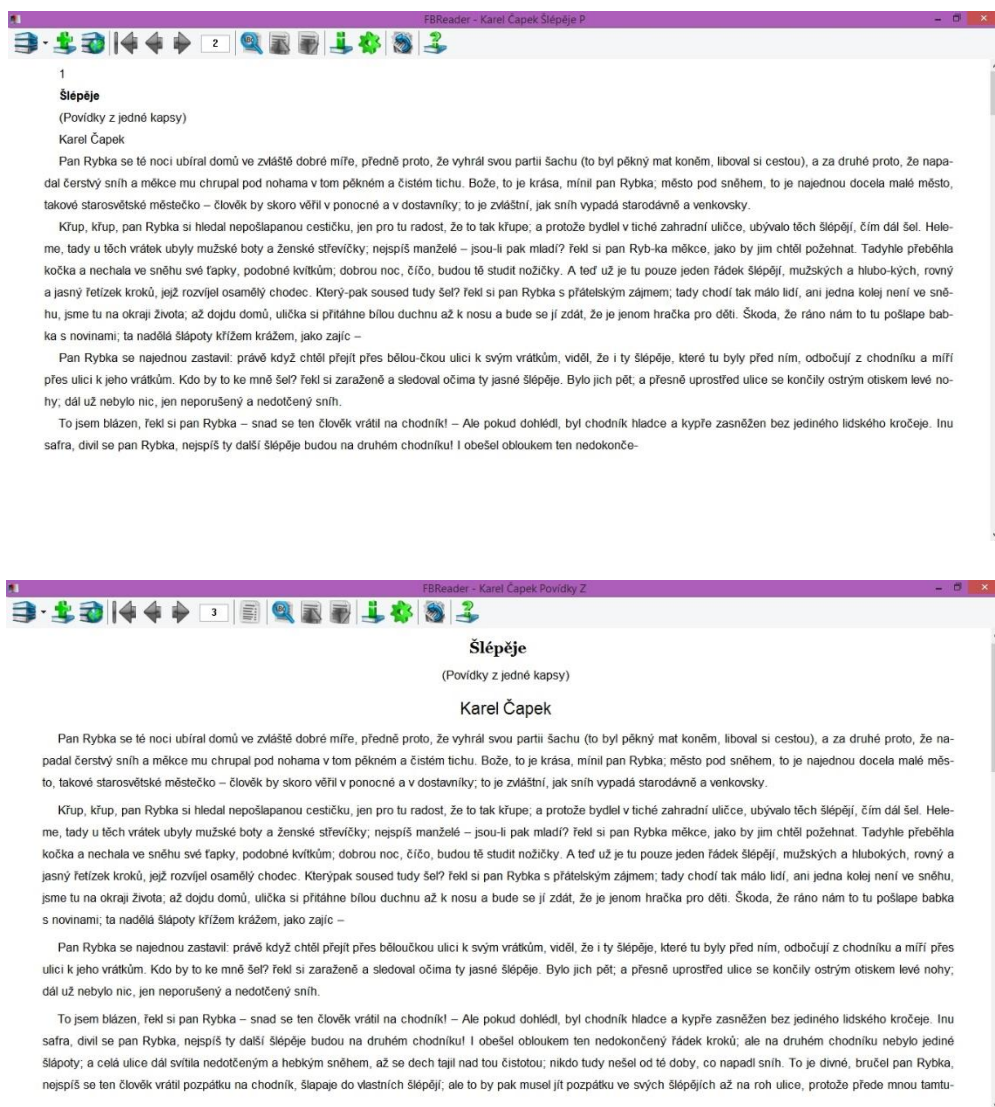 FBReader - Karel Čapek Šlépěje P
2
1
Šlépěje
(Povídky z jedné kapsy)
Karel Čapek
Pan Rybka se té noci ubíral domů ve zvláště dobré míře, předně proto, že vyhrál svou partii šachu (to byl pěkný mat koněm, liboval si cestou), a za druhé proto, že napa-
dal čerstvý sníh a měkce mu chrupal pod nohama v tom pěkném a čistém tichu. Bože, to je krása, mínil pan Rybka; město pod sněhem, to je najednou docela malé město,
takové starosvětské městečko – člověk by skoro věřil v ponocné a v dostavníky; to je zvláštní, jak sníh vypadá starodávně a venkovsky.
Křup, křup, pan Rybka si hledal nepošlapanou cestičku, jen pro tu radost, že to tak křupe; a protože bydlel v tiché zahradní uličce, ubývalo těch šlépějí, čím dál šel. Hele-
me, tady u těch vrátek ubyly mužské boty a ženské střevíčky; nejspíš manželé – jsou-li pak mladí? řekl si pan Ryb-ka měkce, jako by jim chtěl požehnat. Tadyhle přeběhla
kočka a nechala ve sněhu své ťapky, podobné kvítkům; dobrou noc, číčo, budou tě studit nožičky. A teď už je tu pouze jeden řádek šlépějí, mužských a hlubo-kých, rovný
a jasný řetízek kroků, jejž rozvíjel osamělý chodec. Který-pak soused tudy šel? řekl si pan Rybka s přátelským zájmem; tady chodí tak málo lidí, ani jedna kolej není ve sně-
hu, jsme tu na okraji života; až dojdu domů, ulička si přitáhne bílou duchnu až k nosu a bude se jí zdát, že je jenom hračka pro děti. Škoda, že ráno nám to tu pošlape bab-
ka s novinami; ta nadělá šlápoty křížem krážem, jako zajíc –
Pan Rybka se najednou zastavil: právě když chtěl přejít přes bělou-čkou ulici k svým vrátkům, viděl, že i ty šlépěje, které tu byly před ním, odbočují z chodníku a míří
přes ulici k jeho vrátkům. Kdo by to ke mně šel? řekl si zaraženě a sledoval očima ty jasné šlépěje. Bylo jich pět; a přesně uprostřed ulice se končily ostrým otiskem levé no-
hy; dál už nebylo nic, jen neporušený a nedotčený sníh.
To jsem blázen, řekl si pan Rybka – snad se ten člověk vrátil na chodník! – Ale pokud dohlédl, byl chodník hladce a kypře zasněžen bez jediného lidského kročeje. Inu
safra, divil se pan Rybka, nejspíš ty další šlépěje budou na druhém chodníku! I obešel obloukem ten nedokonče-
FBReader - Karel Čapek Povídky Z
3
Šlépěje
(Povídky z jedné kapsy)
Karel Čapek
Pan Rybka se té noci ubíral domů ve zvláště dobré míře, předně proto, že vyhrál svou partii šachu (to byl pěkný mat koněm, liboval si cestou), a za druhé proto, že na-
padal čerstvý sníh a měkce mu chrupal pod nohama v tom pěkném a čistém tichu. Bože, to je krása, mínil pan Rybka; město pod sněhem, to je najednou docela malé měs-
to, takové starosvětské městečko – člověk by skoro věřil v ponocné a v dostavníky; to je zvláštní, jak sníh vypadá starodávně a venkovsky.
Křup, křup, pan Rybka si hledal nepošlapanou cestičku, jen pro tu radost, že to tak křupe; a protože bydlel v tiché zahradní uličce, ubývalo těch šlépějí, čím dál šel. Hele-
me, tady u těch vrátek ubyly mužské boty a ženské střevíčky; nejspíš manželé – jsou-li pak mladí? řekl si pan Rybka měkce, jako by jim chtěl požehnat. Tadyhle přeběhla
kočka a nechala ve sněhu své ťapky, podobné kvítkům; dobrou noc, číčo, budou tě studit nožičky. A teď už je tu pouze jeden řádek šlépějí, mužských a hlubokých, rovný a
jasný řetízek kroků, jejž rozvíjel osamělý chodec. Kterýpak soused tudy šel? řekl si pan Rybka s přátelským zájmem; tady chodí tak málo lidí, ani jedna kolej není ve sněhu,
jsme tu na okraji života; až dojdu domů, ulička si přitáhne bílou duchnu až k nosu a bude se jí zdát, že je jenom hračka pro děti. Škoda, že ráno nám to tu pošlape babka
s novinami; ta nadělá šlápoty křížem krážem, jako zajíc –
Pan Rybka se najednou zastavil: právě když chtěl přejít přes běloučkou ulici k svým vrátkům, viděl, že i ty šlépěje, které tu byly před ním, odbočují z chodníku a míří přes
ulici k jeho vrátkům. Kdo by to ke mně šel? řekl si zaraženě a sledoval očima ty jasné šlépěje. Bylo jich pět; a přesně uprostřed ulice se končily ostrým otiskem levé nohy;
dál už nebylo nic, jen neporušený a nedotčený sníh.
To jsem blázen, řekl si pan Rybka – snad se ten člověk vrátil na chodník! – Ale pokud dohlédl, byl chodník hladce a kypře zasněžen bez jediného lidského kročeje. Inu
safra, divil se pan Rybka, nejspíš ty další šlépěje budou na druhém chodníku! I obešel obloukem ten nedokončený řádek kroků; ale na druhém chodníku nebylo jediné
šlápoty; a celá ulice dál svítila nedotčeným a hebkým sněhem, až se dech tajil nad tou čistotou; nikdo tudy nešel od té doby, co napadl sníh. To je divné, bručel pan Rybka,
nejspíš se ten člověk vrátil pozpátku na chodník, šlapaje do vlastních šlépějí; ale to by pak musel jít pozpátku ve svých šlépějích až na roh ulice, protože přede mnou tamtu-